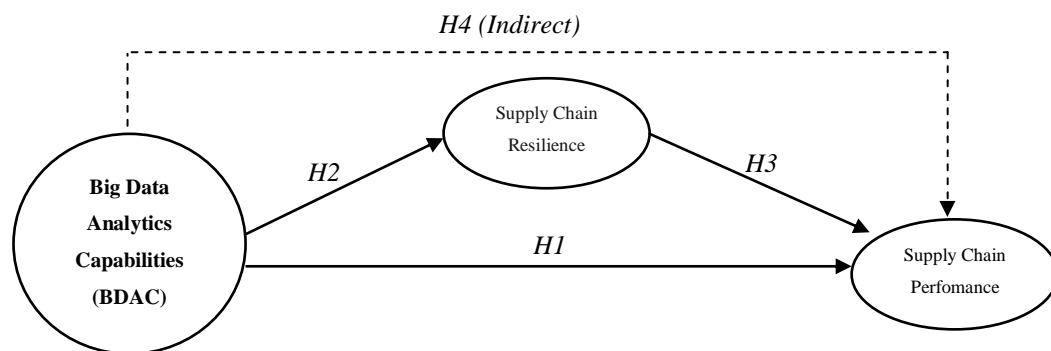 H4 (Indirect)
Supply Chain
Resilience
H2
H3
Big Data
Analytics
Capabilities
(BDAC)
H1
Supply Chain
Perfomance